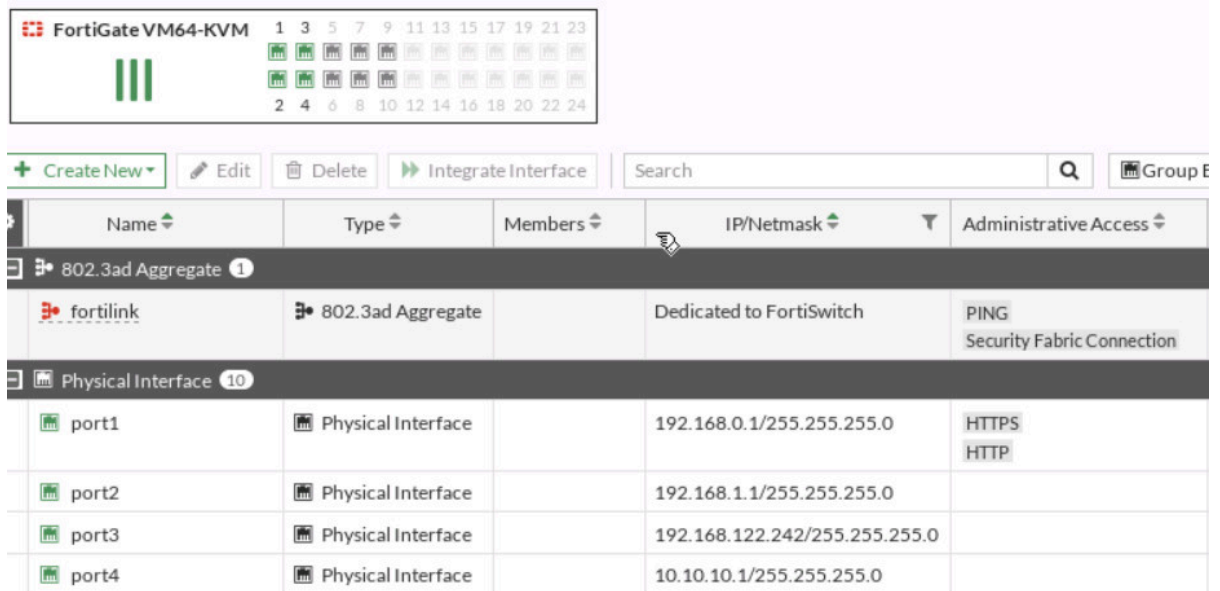 FortiGate VM64-KVM
1 3 5 7 9 11 13 15 17 19 21 23
2 4 6 8 10 12 14 16 18 20 22 24
+ Create New Edit Delete Integrate Interface Search Group
Name Type Members IP/Netmask Administrative Access
802.3ad Aggregate 1
fortilink 802.3ad Aggregate Dedicated to FortiSwitch PING
Security Fabric Connection
Physical Interface 10
port1 Physical Interface 192.168.0.1/255.255.255.0 HTTPS
HTTP
port2 Physical Interface 192.168.1.1/255.255.255.0
port3 Physical Interface 192.168.122.242/255.255.255.0
port4 Physical Interface 10.10.10.1/255.255.255.0